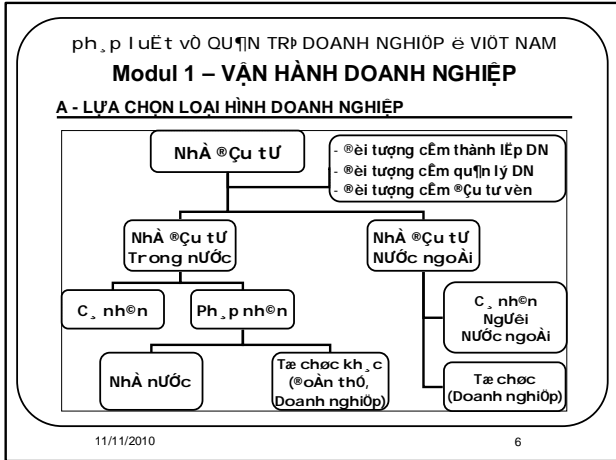 ph¸p luËt vÒ QU¶N TRÞ DOANH NGHIÖP ë VIÖT NAM
Modul 1 – VẬN HÀNH DOANH NGHIỆP
A - LỰA CHỌN LOẠI HÌNH DOANH NGHIỆP
NhÀ ®Çu tƯ
- ®èi tượng cÊm thành lËp DN
- ®èi tượng cÊm qu¶n lý DN
- ®èi tượng cÊm ®Çu tư vèn
NhÀ ®Çu tƯ
Trong nƯỚc
NhÀ ®Çu tƯ
NƯỚc ngoÀi
C¸ nh©n
Ph¸p nh©n
C¸ nh©n
NgƯêi
NƯỚc ngoÀi
NhÀ nƯỚc
Tæ chøc kh¸c
(®oÀn thÓ,
Doanh nghiÖp)
Tæ chøc
(Doanh nghiÖp)
11/11/2010
6